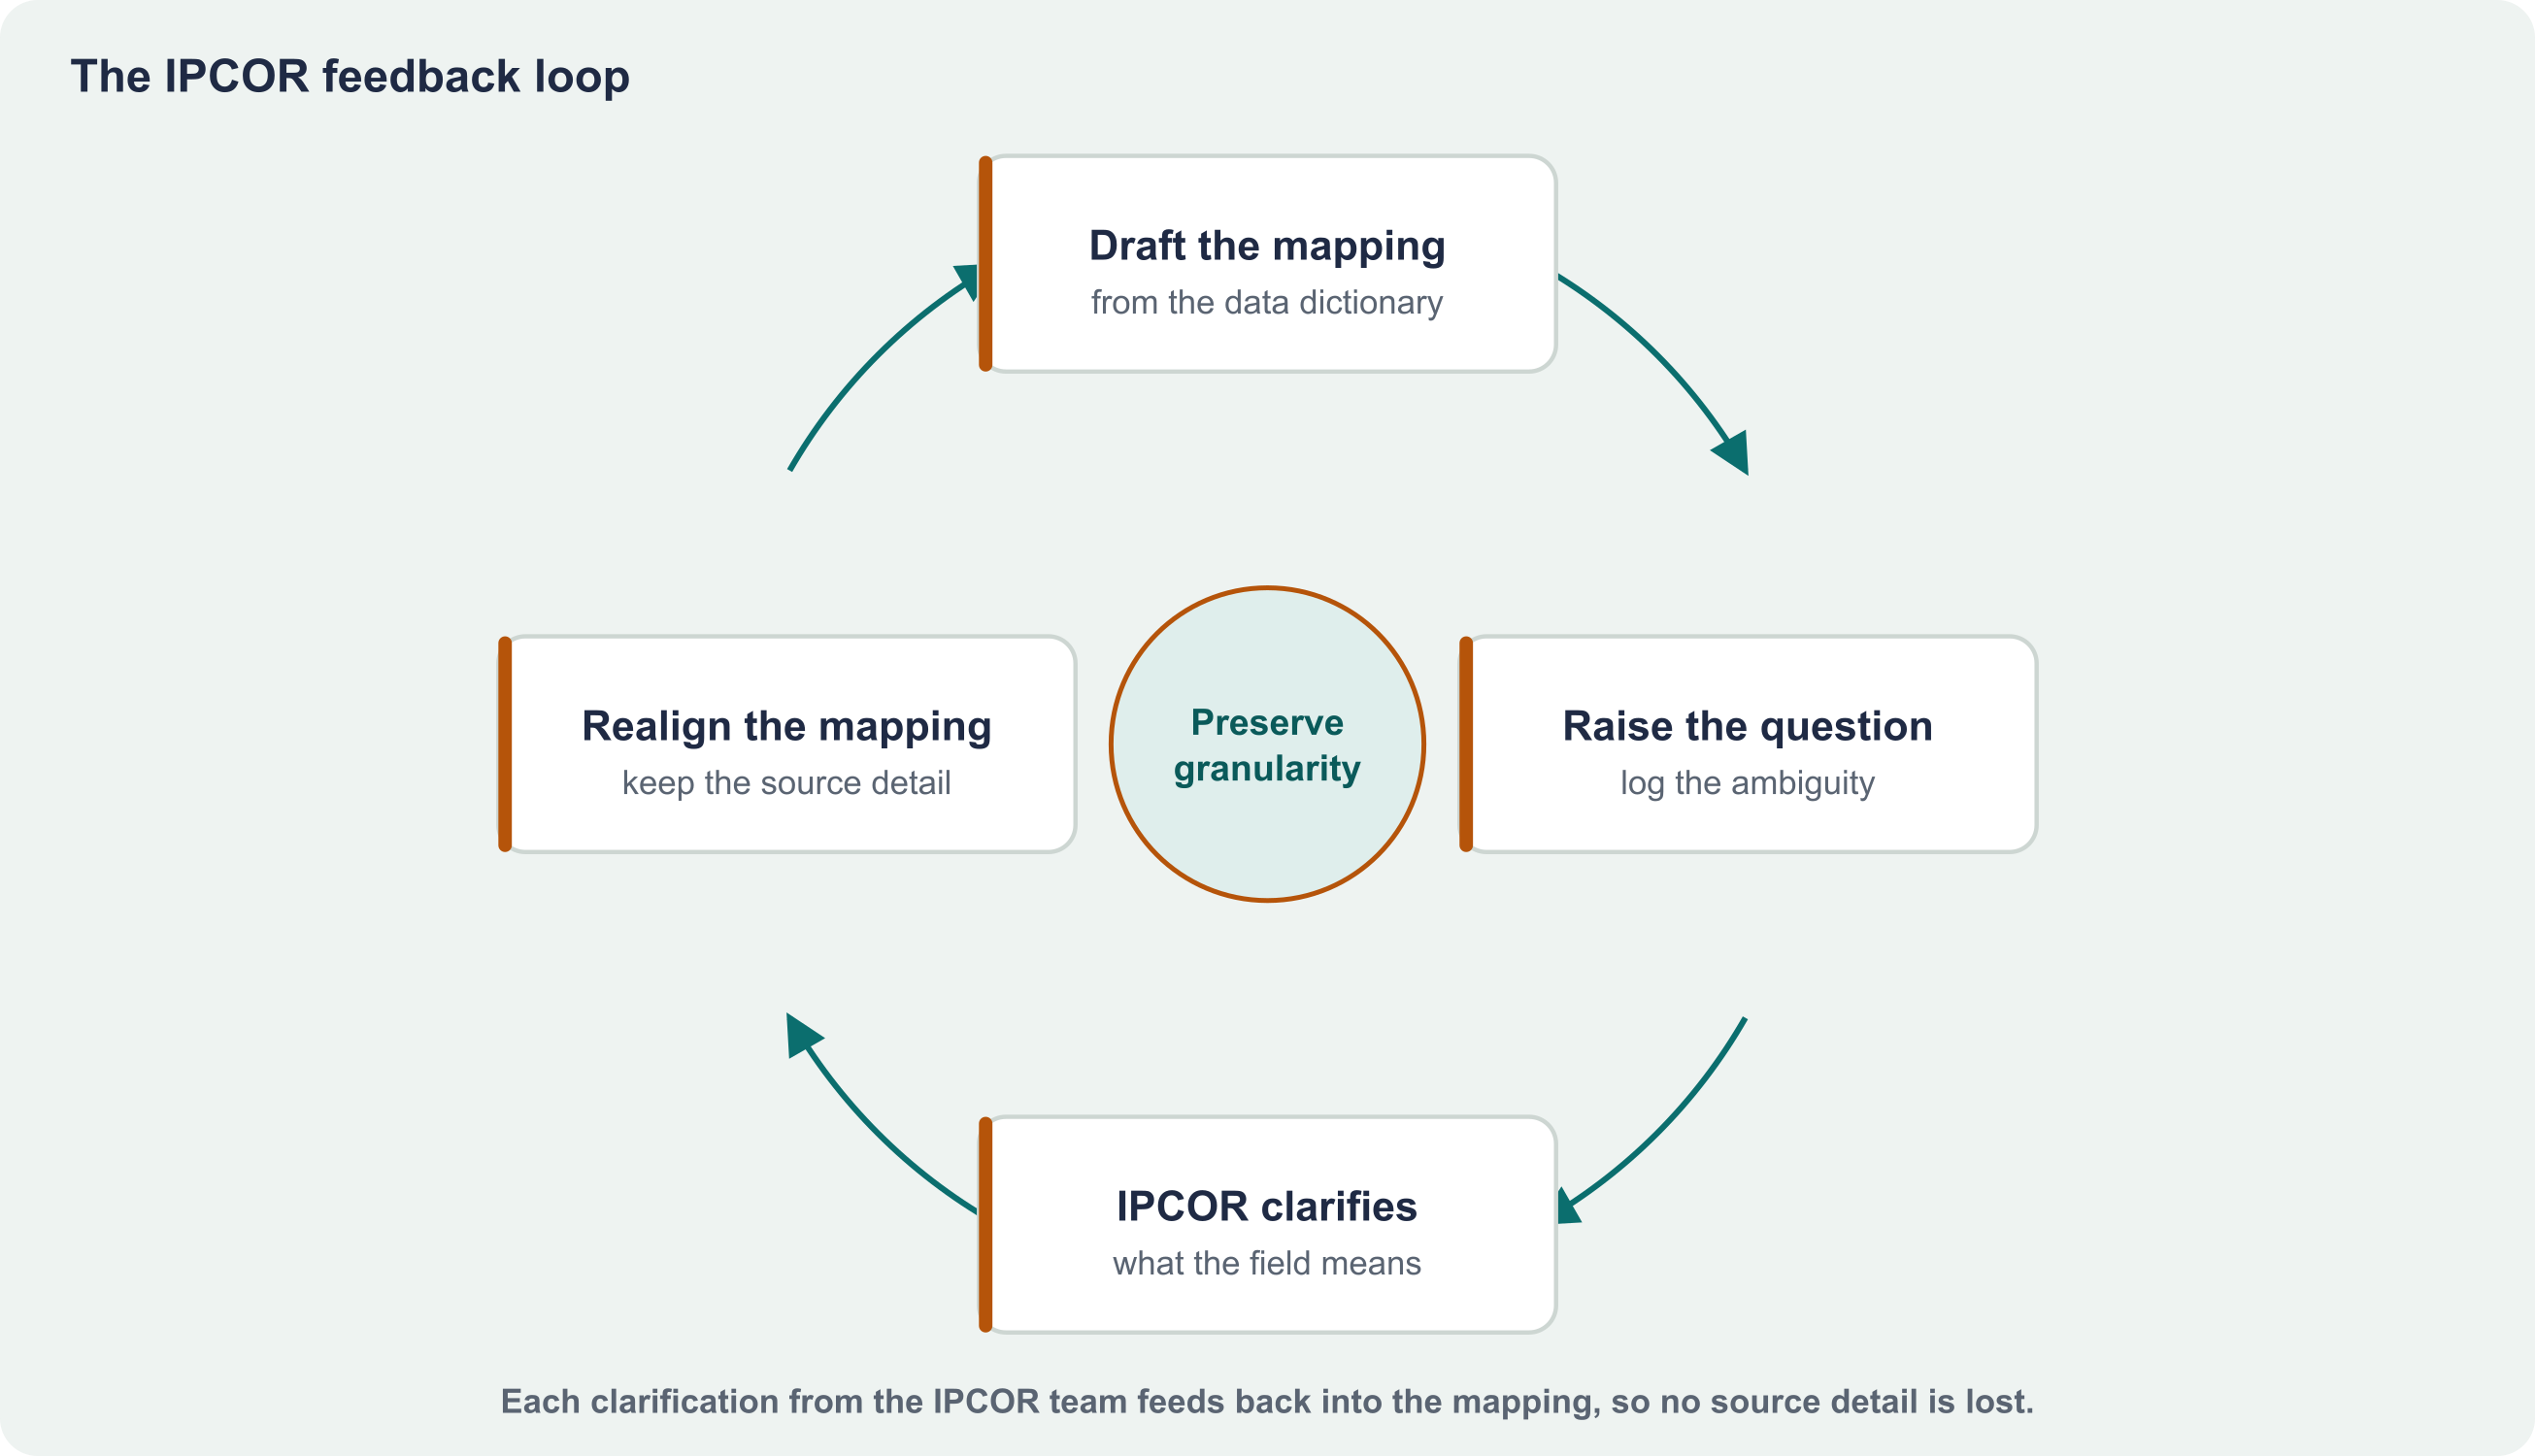 The IPCOR feedback loop
Draft the mapping
from the data dictionary
Realign the mapping
keep the source detail
Preserve
granularity
Raise the question
log the ambiguity
IPCOR clarifies
what the field means
Each clarification from the IPCOR team feeds back into the mapping, so no source detail is lost.